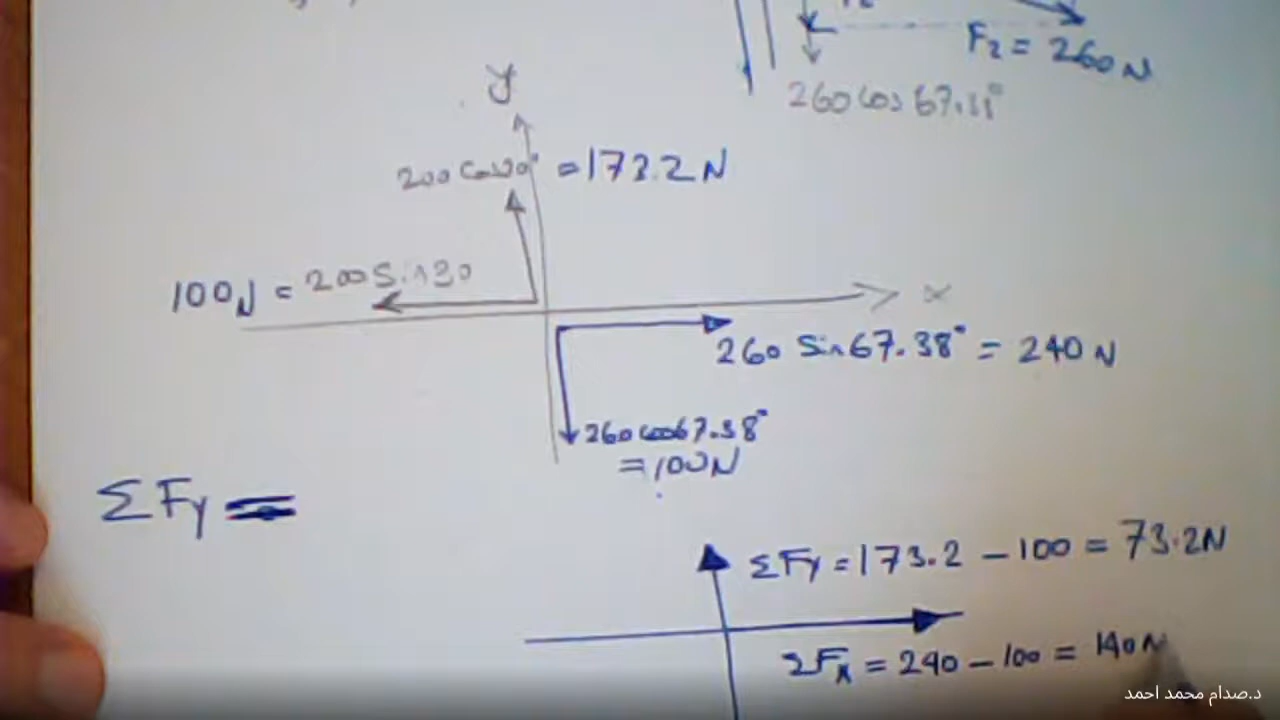 F₂ = 260 N
260 cos 67.38°
y
200 cos 30° = 173.2 N
100 N = 200 Sin 30
x
260 Sin 67.38° = 240 N
260 cos 67.38°
= 100 N
ΣFy =
ΣFy = 173.2 - 100 = 73.2 N
ΣFx = 240 - 100 = 140 N
د.صدام محمد احمد